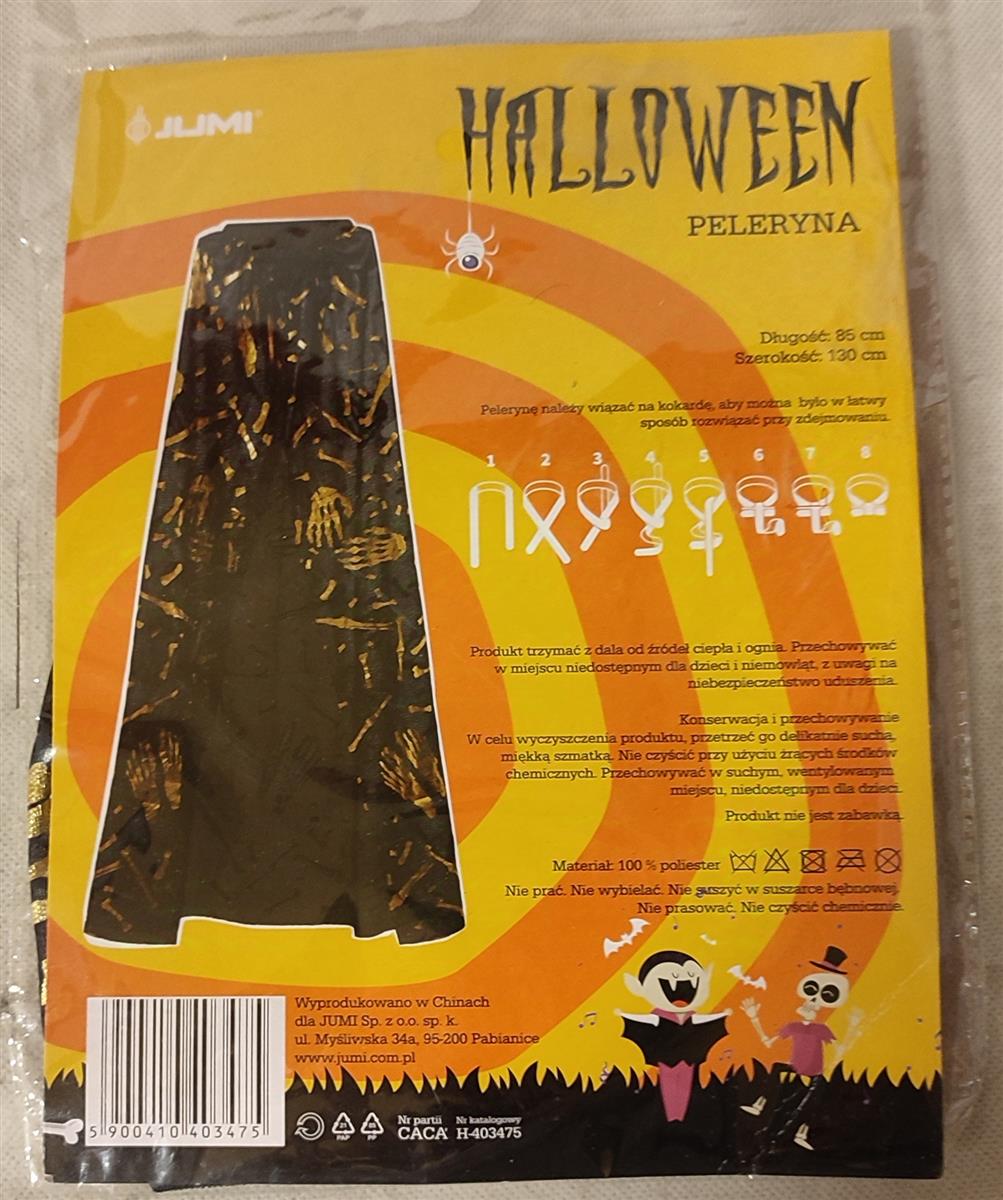 JUMI®
HALLOWEEN
PELERYNA
Długość: 85 cm
Szerokość: 130 cm
Pelerynę należy wiązać na kokardę, aby można było w łatwy
sposób rozwiązać przy zdejmowaniu.
1 2 3 4 5 6 7 8
Produkt trzymać z dala od źródeł ciepła i ognia. Przechowywać
w miejscu niedostępnym dla dzieci i niemowląt, z uwagi na
niebezpieczeństwo uduszenia.
Konserwacja i przechowywanie
W celu wyczyszczenia produktu, przetrzeć go delikatnie suchą,
miękką szmatką. Nie czyścić przy użyciu żrących środków
chemicznych. Przechowywać w suchym, wentylowanym
miejscu, niedostępnym dla dzieci.
Produkt nie jest zabawką.
Materiał: 100 % poliester
Nie prać. Nie wybielać. Nie suszyć w suszarce bębnowej.
Nie prasować. Nie czyścić chemicznie.
Wyprodukowano w Chinach
dla JUMI Sp. z o.o. sp. k.
ul. Myśliwska 34a, 95-200 Pabianice
www.jumi.com.pl
5 900410 403475
21 PAP
05 PP
Nr partii
CACA
Nr katalogowy
H-403475